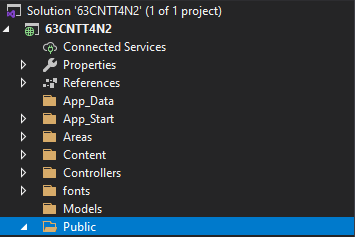 Solution '63CNTT4N2' (1 of 1 project)
63CNTT4N2
Connected Services
Properties
References
App_Data
App_Start
Areas
Content
Controllers
fonts
Models
Public